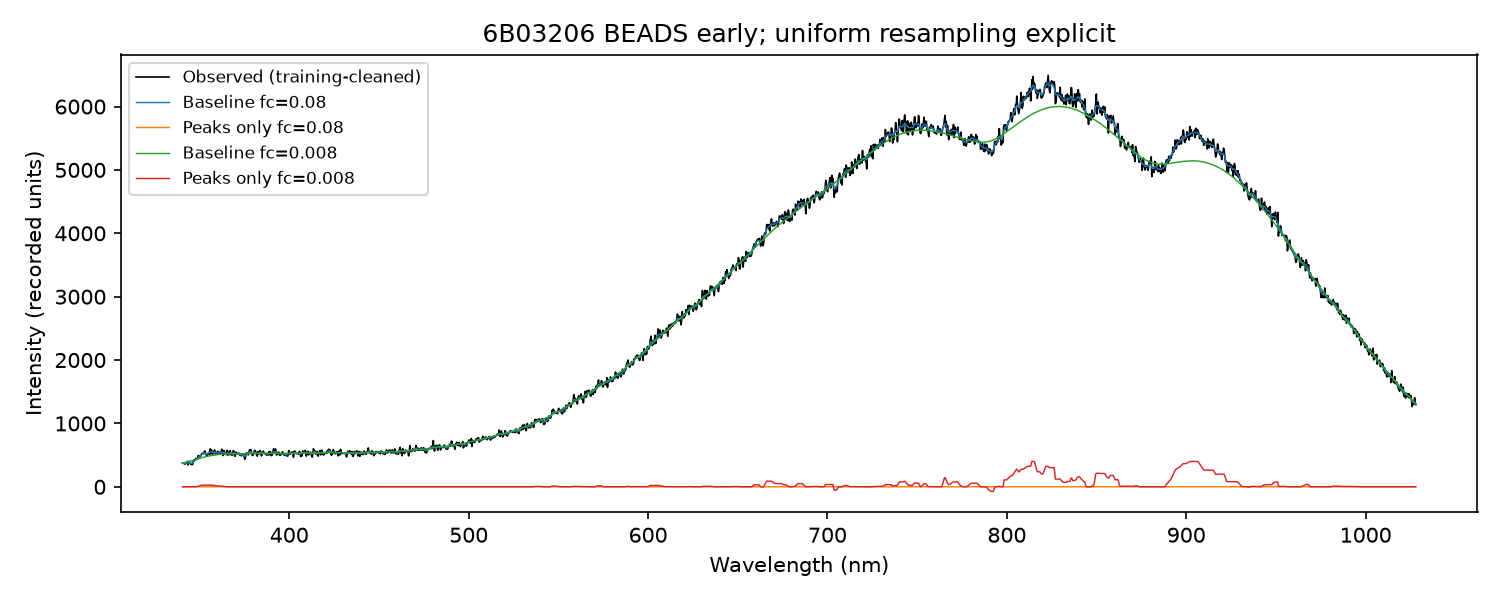 6B03206 BEADS early; uniform resampling explicit
Observed (training-cleaned)
Baseline fc=0.08
Peaks only fc=0.08
Baseline fc=0.008
Peaks only fc=0.008
Intensity (recorded units)
6000
5000
4000
3000
2000
1000
0
400 500 600 700 800 900 1000
Wavelength (nm)